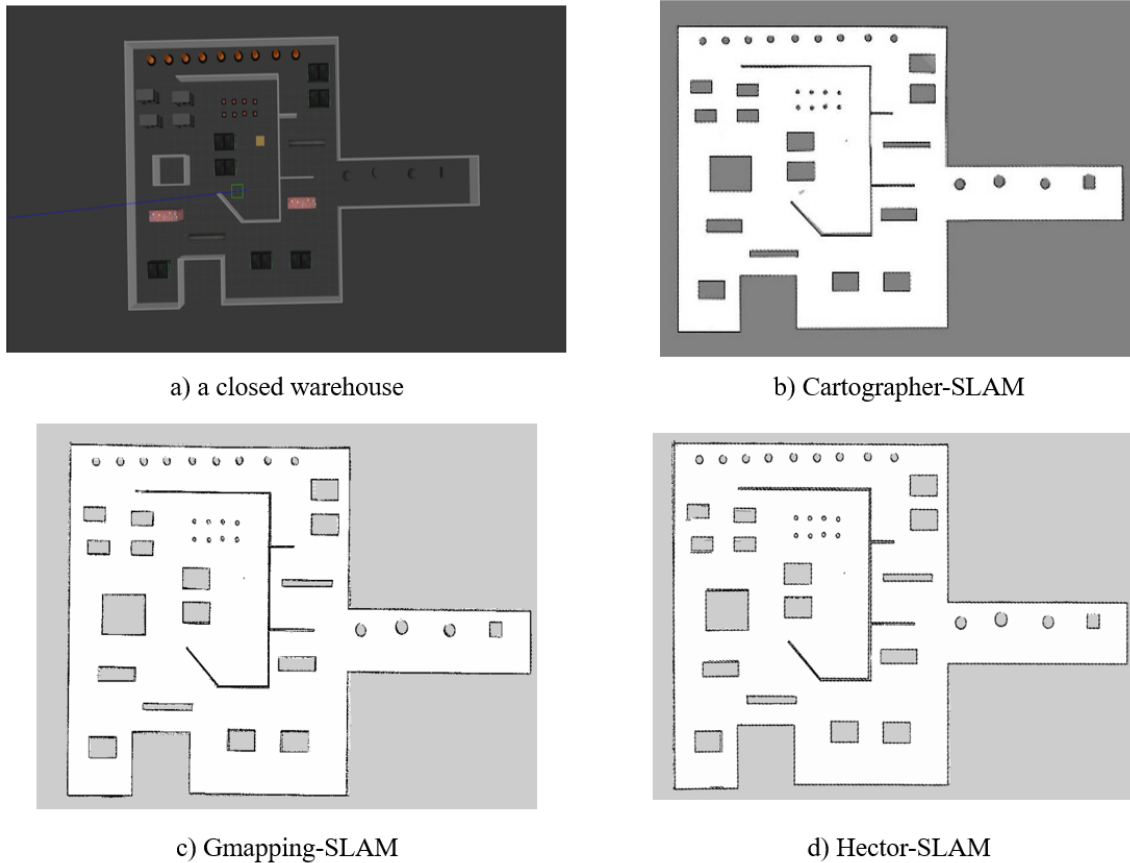 a) a closed warehouse
b) Cartographer-SLAM
c) Gmapping-SLAM
d) Hector-SLAM